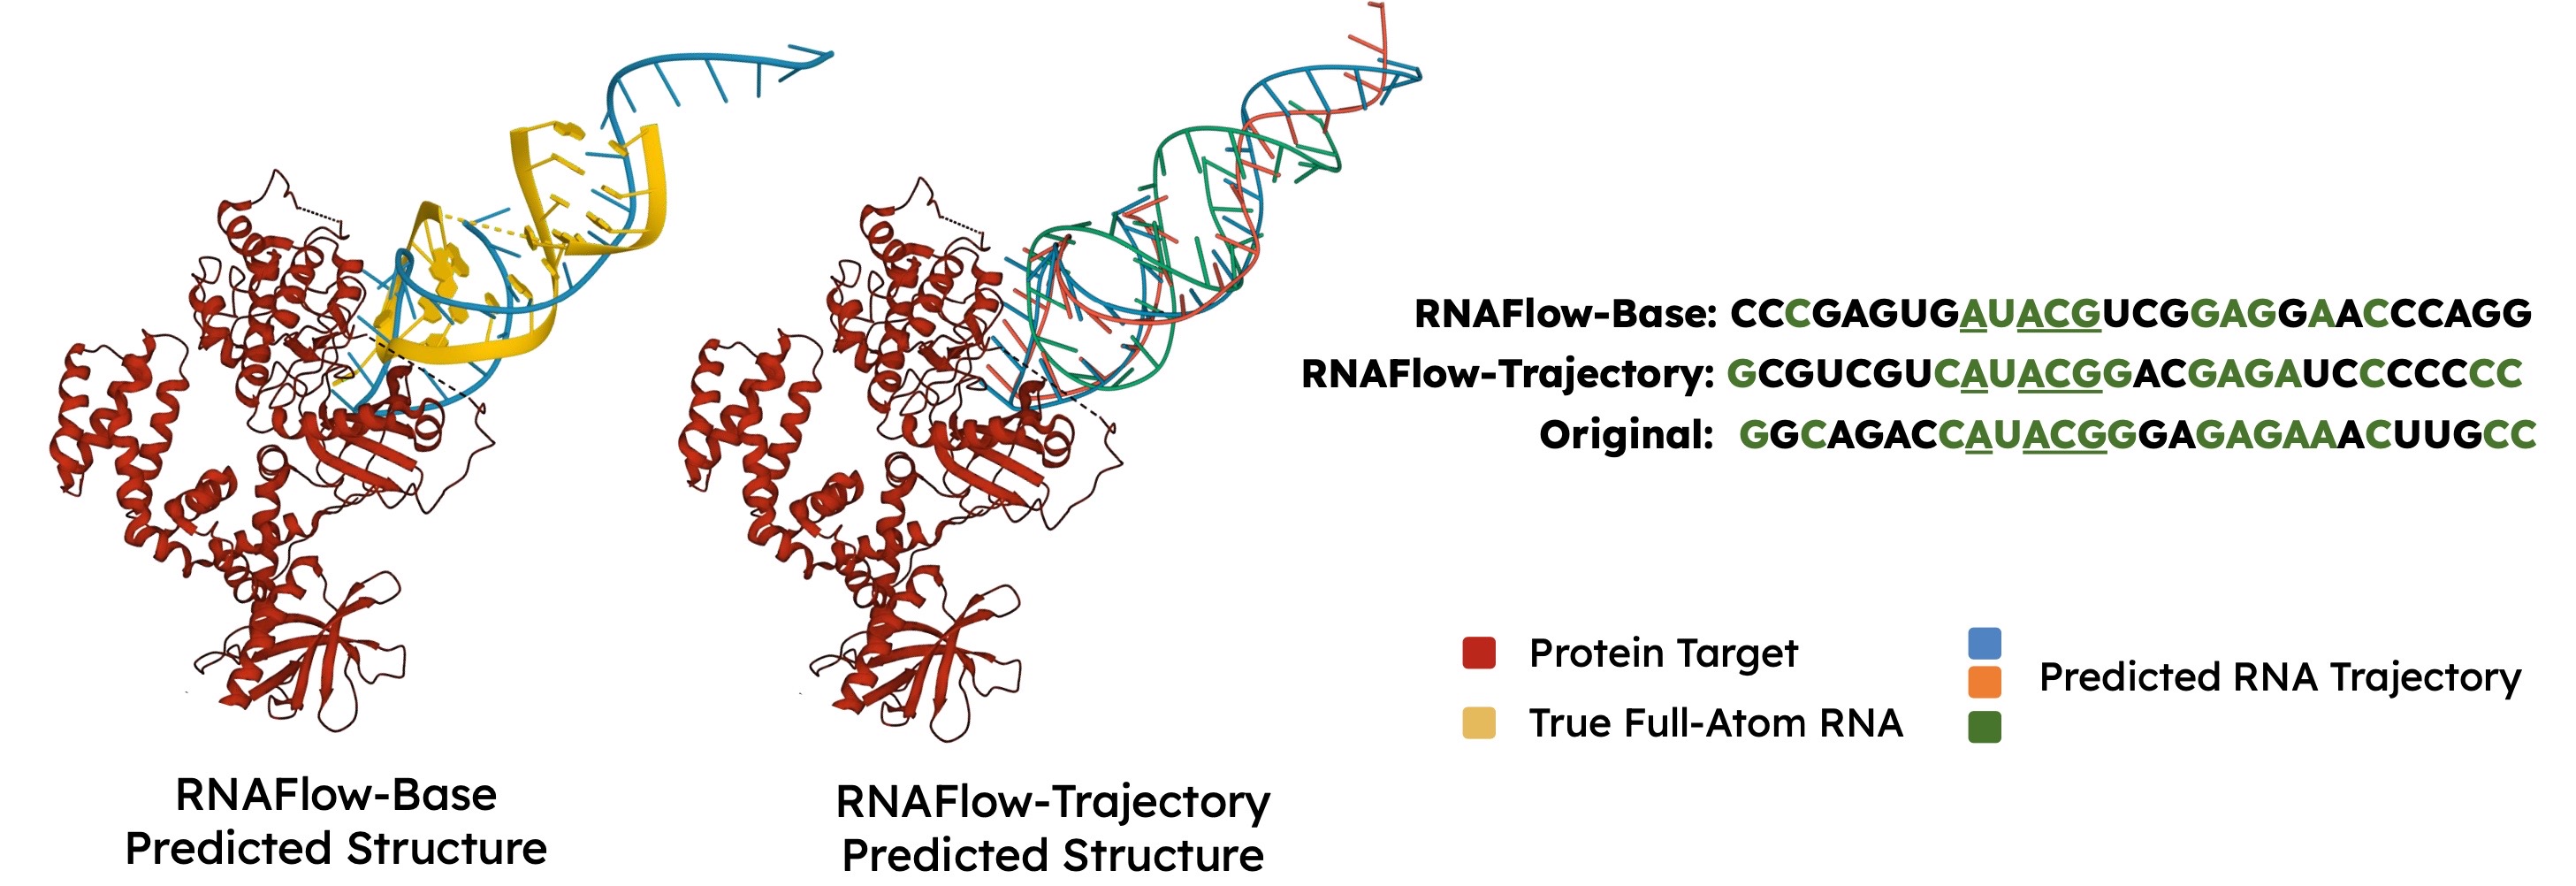 RNAFlow-Base: CCCGAGUGAUACGUCGGAGGAACCCAGG
RNAFlow-Trajectory: GCGUCGUCAUACGGACGAGAUCCCCCCC
Original: GGCAGACCAUACGGGAGAGAAACUUGCC
Protein Target
True Full-Atom RNA
Predicted RNA Trajectory
RNAFlow-Base
Predicted Structure
RNAFlow-Trajectory
Predicted Structure